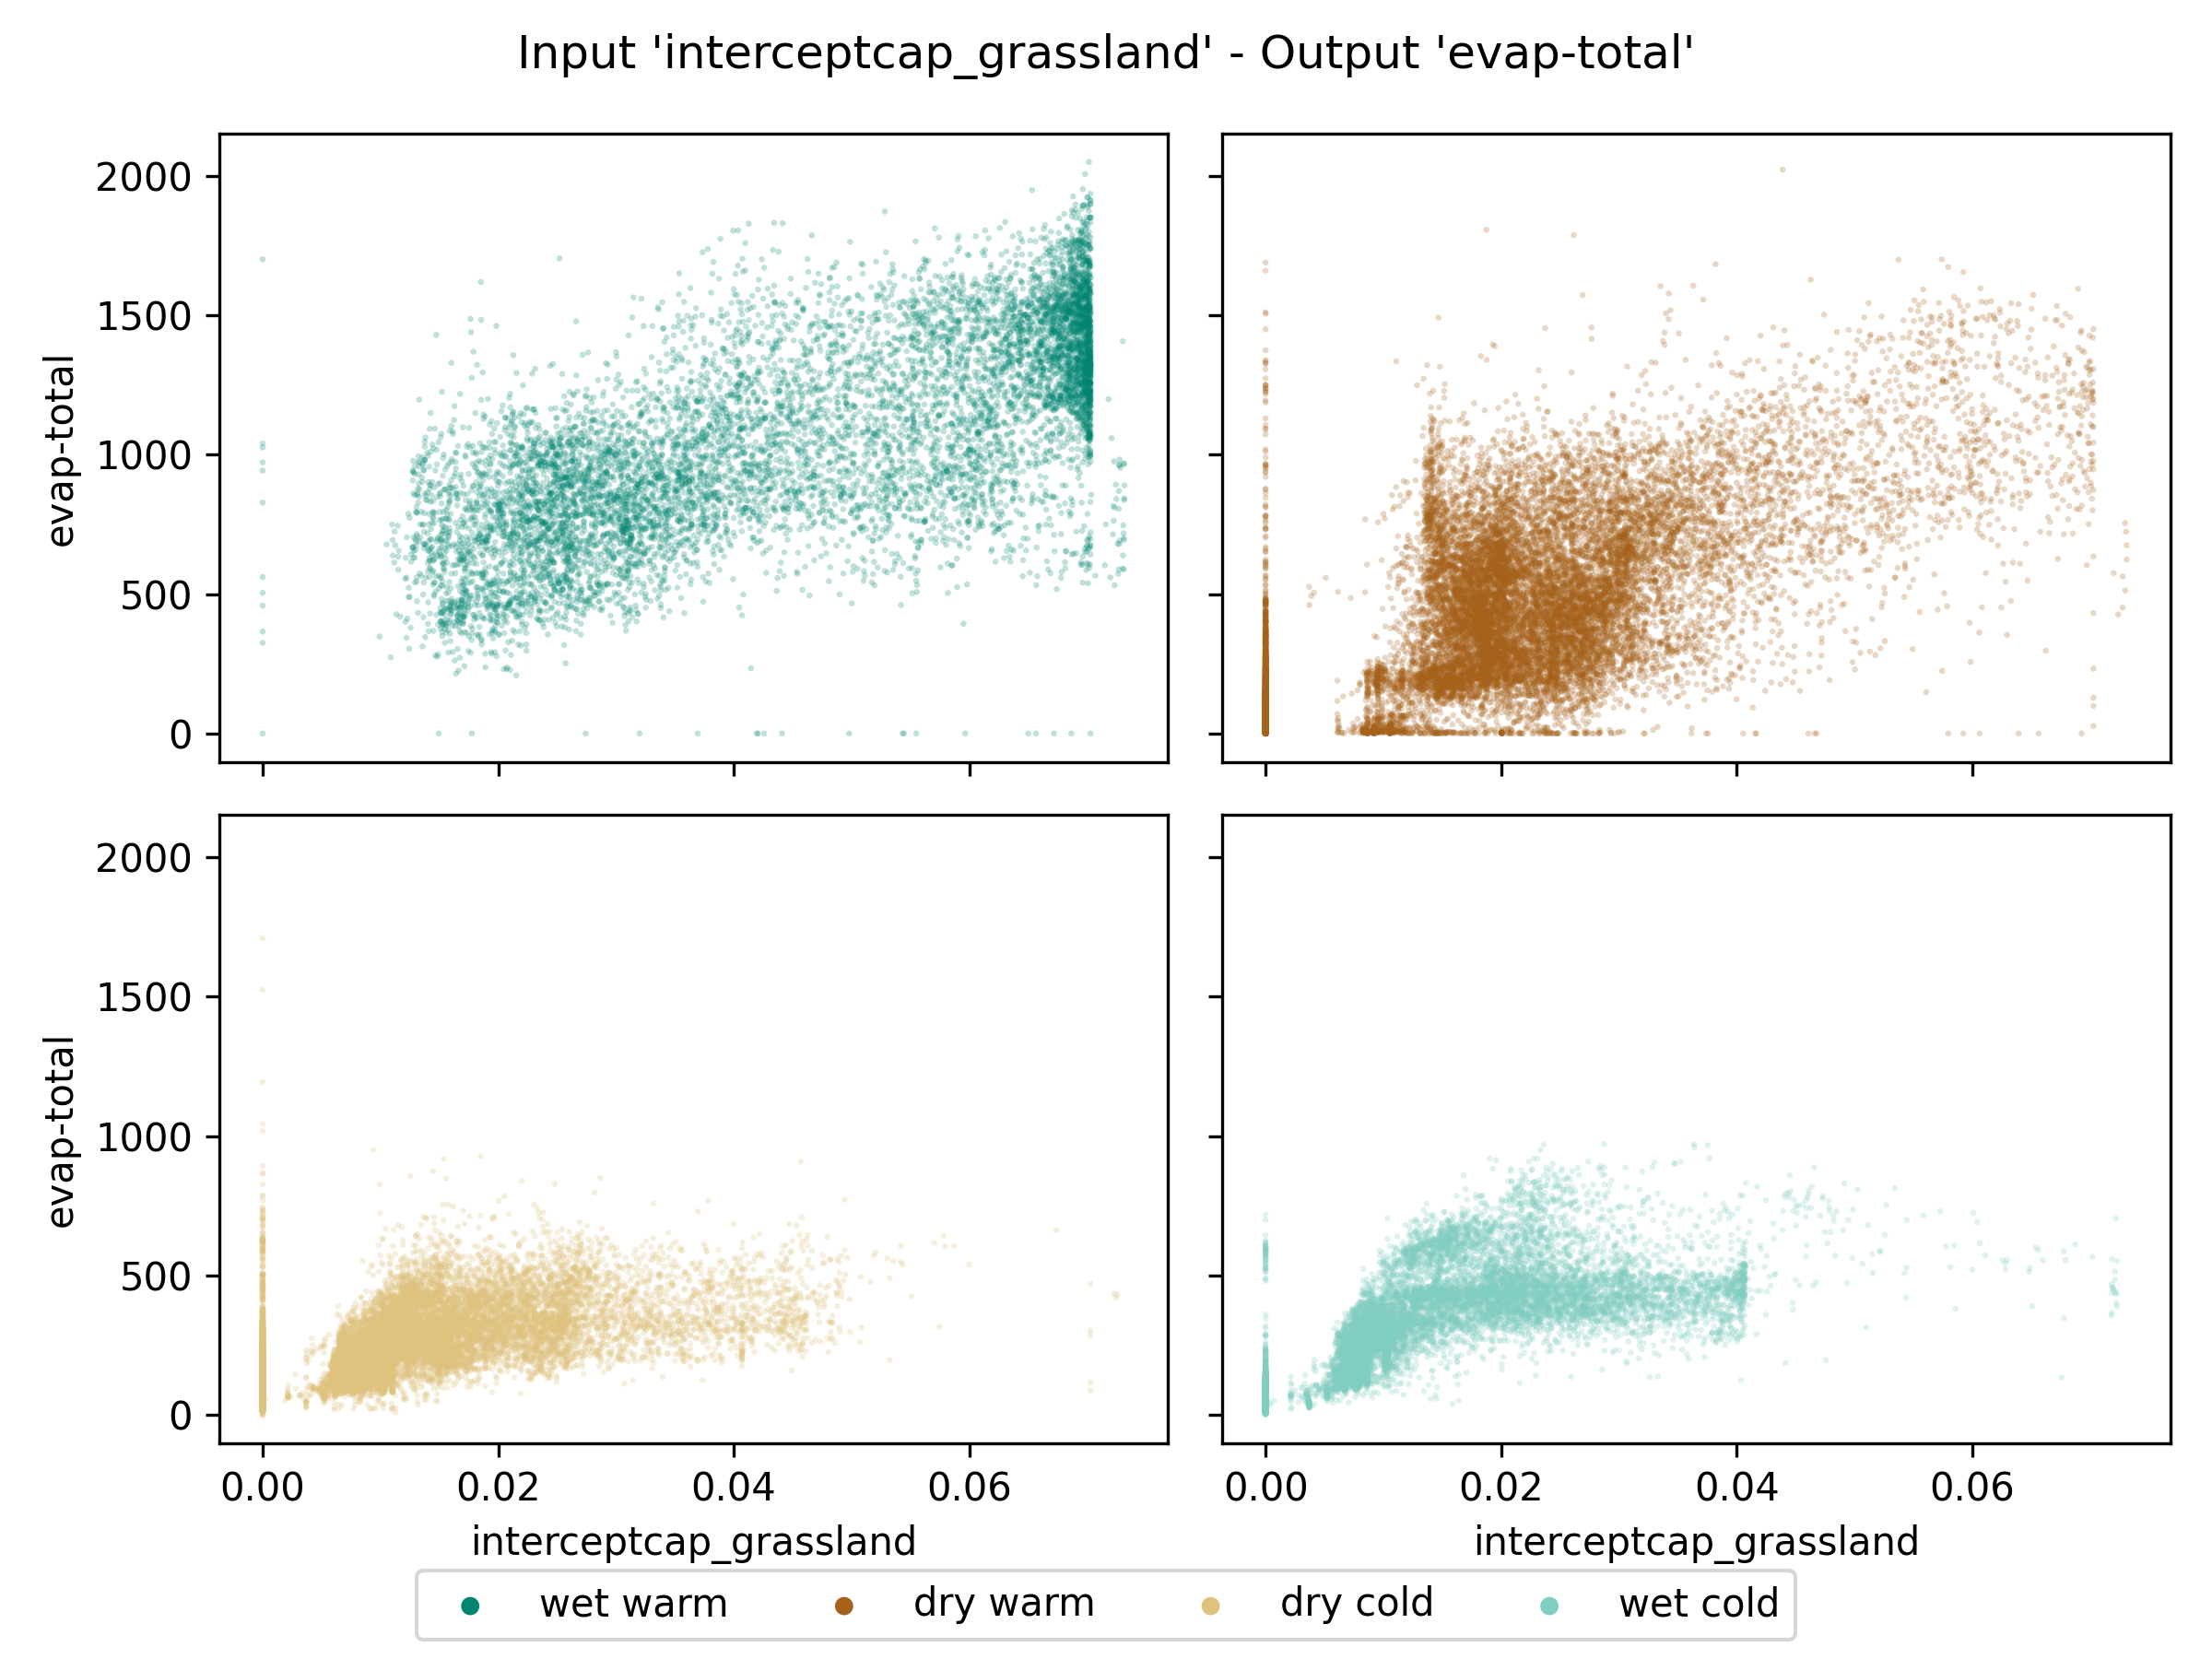 Input 'interceptcap_grassland' - Output 'evap-total'
2000
1500
1000
500
0
evap-total
2000
1500
1000
500
0
evap-total
0.00 0.02 0.04 0.06
0.00 0.02 0.04 0.06
interceptcap_grassland
interceptcap_grassland
wet warm dry warm dry cold wet cold